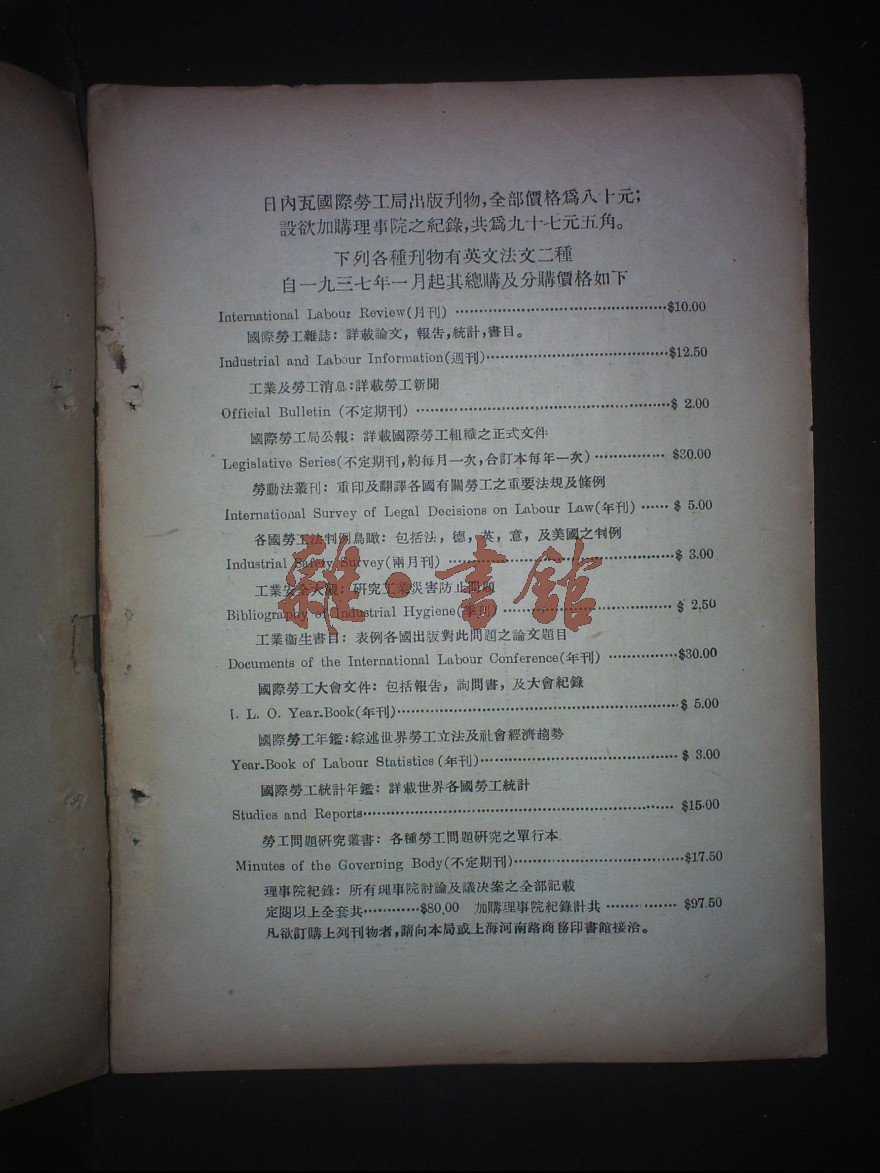 日內瓦國際勞工局出版刋物,全部價格爲八十元;
設欲加購理事院之紀錄,共爲九十七元五角。
下列各種刋物有英文法文二種
自一九三七年一月起其總購及分購價格如下
International Labour Review(月刊) ········ $10.00
國際勞工雜誌: 詳載論文, 報告,統計,書目。
Industrial and Labour Information(週刊) ········ $12.50
工業及勞工消息:詳載勞工新聞
Official Bulletin (不定期刊) ········ $ 2.00
國際勞工局公報: 詳載國際勞工組織之正式文件
Legislative Series(不定期刊,約每月一次,合訂本每年一次) ········ $30.00
勞動法叢刊: 重印及翻譯各國有關勞工之重要法規及條例
International Survey of Legal Decisions on Labour Law(年刊) ······ $ 5.00
各國勞工法判例鳥瞰: 包括法, 德, 英, 意, 及美國之判例
Industrial Safety Survey(兩月刊) ········ $ 3.00
工業安全大觀: 研究工業災害防止問題
雜·書館
Bibliography of Industrial Hygiene(季刊) ········ $ 2.50
工業衞生書目: 表例各國出版對此問題之論文題目
Documents of the International Labour Conference(年刊) ········ $30.00
國際勞工大會文件: 包括報告, 詢問書, 及大會紀錄
I. L. O. Year-Book(年刊) ········ $ 5.00
國際勞工年鑑:綜述世界勞工立法及社會經濟趨勢
Year-Book of Labour Statistics (年刊) ········ $ 3.00
國際勞工統計年鑑: 詳載世界各國勞工統計
Studies and Reports ········ $15.00
勞工問題硏究叢書: 各種勞工問題硏究之單行本
Minutes of the Governing Body(不定期刊) ········ $17.50
理事院紀錄: 所有理事院討論及議決案之全部記載
定閱以上全套共 ········ $80.00 加購理事院紀錄計共 ········ $97.50
凡欲訂購上列刊物者,請向本局或上海河南路商務印書館接洽。